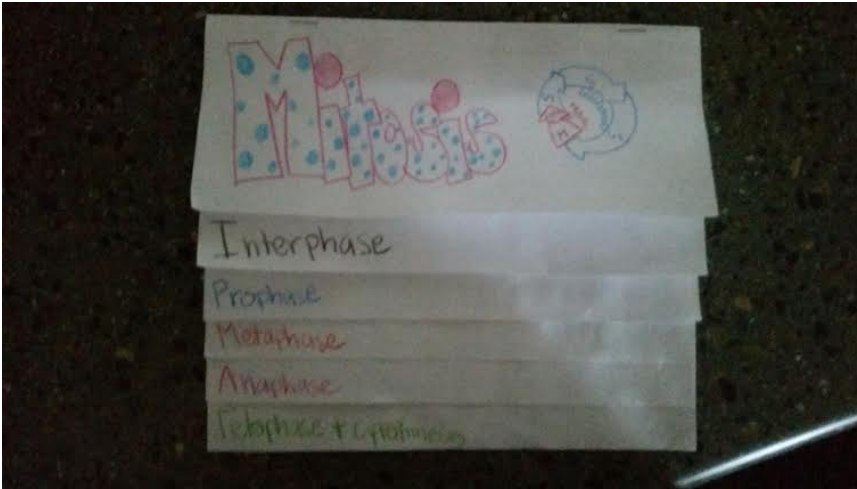 Mitosis
Interphase
Prophase
Metaphase
Anaphase
Telophase + Cytokinesis